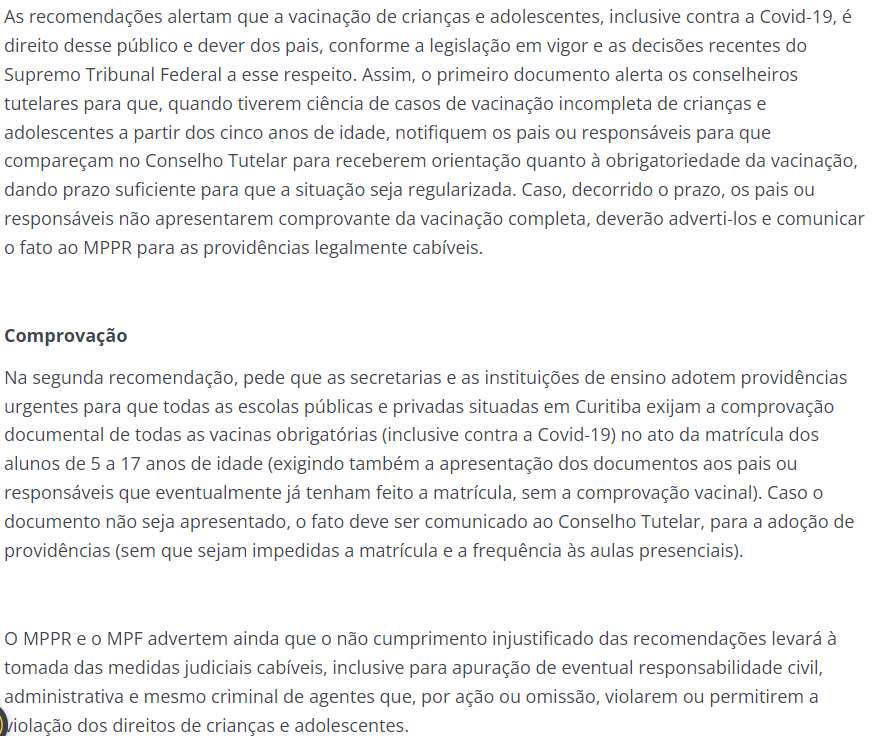 As recomendações alertam que a vacinação de crianças e adolescentes, inclusive contra a Covid-19, é
direito desse público e dever dos pais, conforme a legislação em vigor e as decisões recentes do
Supremo Tribunal Federal a esse respeito. Assim, o primeiro documento alerta os conselheiros
tutelares para que, quando tiverem ciência de casos de vacinação incompleta de crianças e
adolescentes a partir dos cinco anos de idade, notifiquem os pais ou responsáveis para que
compareçam no Conselho Tutelar para receberem orientação quanto à obrigatoriedade da vacinação,
dando prazo suficiente para que a situação seja regularizada. Caso, decorrido o prazo, os pais ou
responsáveis não apresentarem comprovante da vacinação completa, deverão adverti-los e comunicar
o fato ao MPPR para as providências legalmente cabíveis.
Comprovação
Na segunda recomendação, pede que as secretarias e as instituições de ensino adotem providências
urgentes para que todas as escolas públicas e privadas situadas em Curitiba exijam a comprovação
documental de todas as vacinas obrigatórias (inclusive contra a Covid-19) no ato da matrícula dos
alunos de 5 a 17 anos de idade (exigindo também a apresentação dos documentos aos pais ou
responsáveis que eventualmente já tenham feito a matrícula, sem a comprovação vacinal). Caso o
documento não seja apresentado, o fato deve ser comunicado ao Conselho Tutelar, para a adoção de
providências (sem que sejam impedidas a matrícula e a frequência às aulas presenciais).
O MPPR e o MPF advertem ainda que o não cumprimento injustificado das recomendações levará à
tomada das medidas judiciais cabíveis, inclusive para apuração de eventual responsabilidade civil,
administrativa e mesmo criminal de agentes que, por ação ou omissão, violarem ou permitirem a
violação dos direitos de crianças e adolescentes.